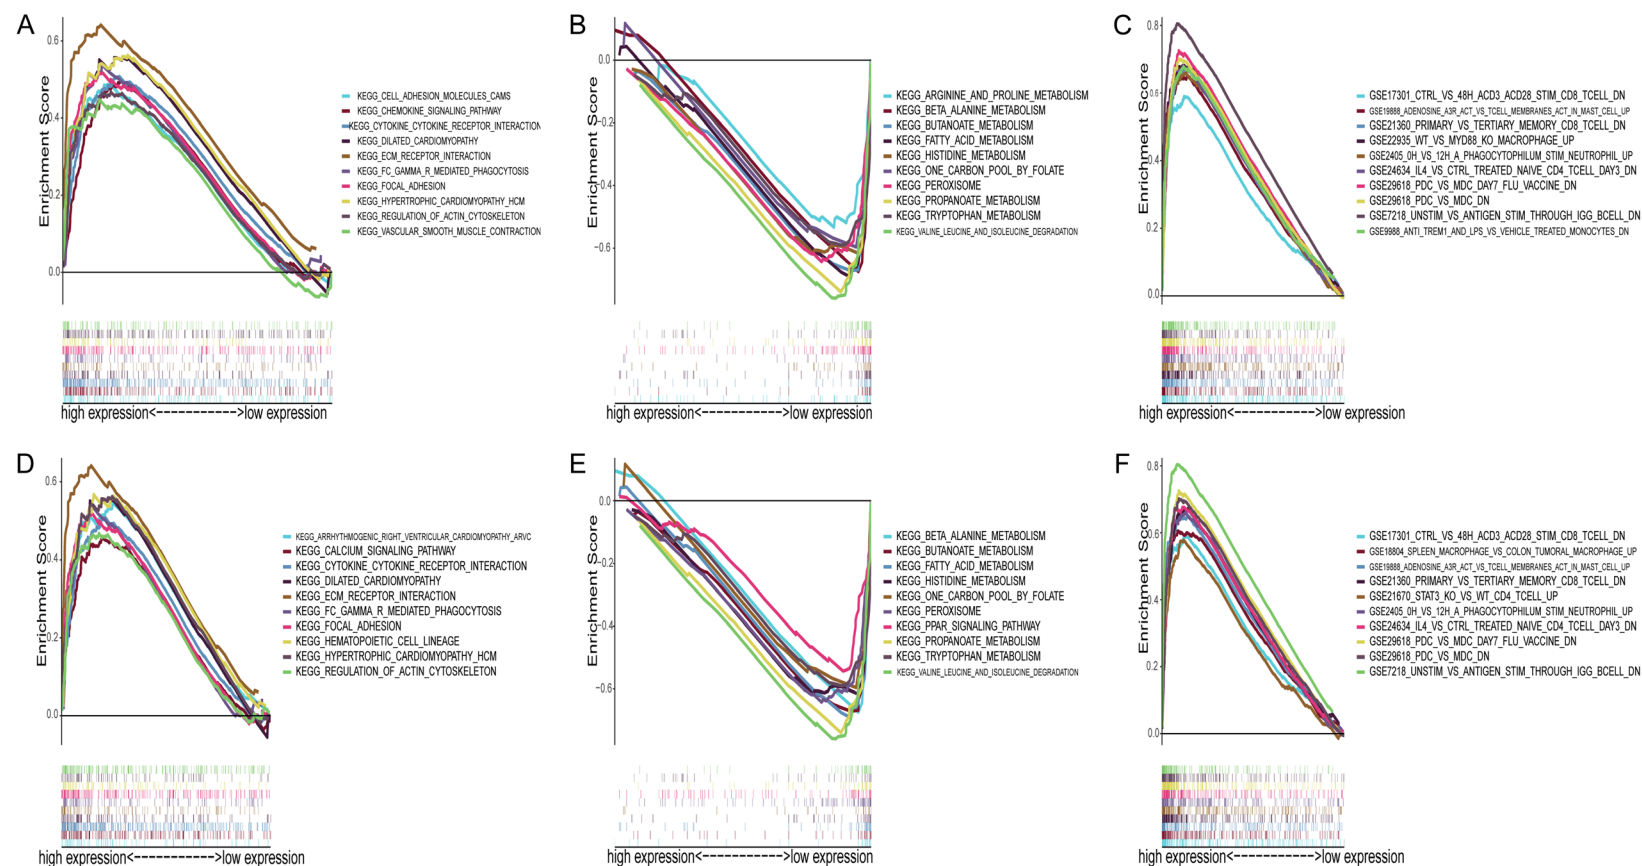 A
Enrichment Score
0.6
0.4
0.2
0.0
KEGG_CELL_ADHESION_MOLECULES_CAMS
KEGG_CHEMOKINE_SIGNALING_PATHWAY
KEGG_CYTOKINE_CYTOKINE_RECEPTOR_INTERACTION
KEGG_DILATED_CARDIOMYOPATHY
KEGG_ECM_RECEPTOR_INTERACTION
KEGG_FC_GAMMA_R_MEDIATED_PHAGOCYTOSIS
KEGG_FOCAL_ADHESION
KEGG_HYPERTROPHIC_CARDIOMYOPATHY_HCM
KEGG_REGULATION_OF_ACTIN_CYTOSKELETON
KEGG_VASCULAR_SMOOTH_MUSCLE_CONTRACTION
high expression<------------>low expression
B
Enrichment Score
0.0
−0.2
−0.4
−0.6
KEGG_ARGININE_AND_PROLINE_METABOLISM
KEGG_BETA_ALANINE_METABOLISM
KEGG_BUTANOATE_METABOLISM
KEGG_FATTY_ACID_METABOLISM
KEGG_HISTIDINE_METABOLISM
KEGG_ONE_CARBON_POOL_BY_FOLATE
KEGG_PEROXISOME
KEGG_PROPANOATE_METABOLISM
KEGG_TRYPTOPHAN_METABOLISM
KEGG_VALINE_LEUCINE_AND_ISOLEUCINE_DEGRADATION
high expression<------------>low expression
C
Enrichment Score
0.8
0.6
0.4
0.2
0.0
GSE17301_CTRL_VS_48H_ACD3_ACD28_STIM_CD8_TCELL_DN
GSE19888_ADENOSINE_A3R_ACT_VS_TCELL_MEMBRANES_ACT_IN_MAST_CELL_UP
GSE21360_PRIMARY_VS_TERTIARY_MEMORY_CD8_TCELL_DN
GSE22935_WT_VS_MYD88_KO_MACROPHAGE_UP
GSE2405_0H_VS_12H_A_PHAGOCYTOPHILUM_STIM_NEUTROPHIL_UP
GSE24634_IL4_VS_CTRL_TREATED_NAIVE_CD4_TCELL_DAY3_DN
GSE29618_PDC_VS_MDC_DAY7_FLU_VACCINE_DN
GSE29618_PDC_VS_MDC_DN
GSE7218_UNSTIM_VS_ANTIGEN_STIM_THROUGH_IGG_BCELL_DN
GSE9988_ANTI_TREM1_AND_LPS_VS_VEHICLE_TREATED_MONOCYTES_DN
high expression<------------>low expression
D
Enrichment Score
0.6
0.4
0.2
0.0
KEGG_ARRHYTHMOGENIC_RIGHT_VENTRICULAR_CARDIOMYOPATHY_ARVC
KEGG_CALCIUM_SIGNALING_PATHWAY
KEGG_CYTOKINE_CYTOKINE_RECEPTOR_INTERACTION
KEGG_DILATED_CARDIOMYOPATHY
KEGG_ECM_RECEPTOR_INTERACTION
KEGG_FC_GAMMA_R_MEDIATED_PHAGOCYTOSIS
KEGG_FOCAL_ADHESION
KEGG_HEMATOPOIETIC_CELL_LINEAGE
KEGG_HYPERTROPHIC_CARDIOMYOPATHY_HCM
KEGG_REGULATION_OF_ACTIN_CYTOSKELETON
high expression<------------>low expression
E
Enrichment Score
0.0
−0.2
−0.4
−0.6
KEGG_BETA_ALANINE_METABOLISM
KEGG_BUTANOATE_METABOLISM
KEGG_FATTY_ACID_METABOLISM
KEGG_HISTIDINE_METABOLISM
KEGG_ONE_CARBON_POOL_BY_FOLATE
KEGG_PEROXISOME
KEGG_PPAR_SIGNALING_PATHWAY
KEGG_PROPANOATE_METABOLISM
KEGG_TRYPTOPHAN_METABOLISM
KEGG_VALINE_LEUCINE_AND_ISOLEUCINE_DEGRADATION
high expression<------------>low expression
F
Enrichment Score
0.8
0.6
0.4
0.2
0.0
GSE17301_CTRL_VS_48H_ACD3_ACD28_STIM_CD8_TCELL_DN
GSE18804_SPLEEN_MACROPHAGE_VS_COLON_TUMORAL_MACROPHAGE_UP
GSE19888_ADENOSINE_A3R_ACT_VS_TCELL_MEMBRANES_ACT_IN_MAST_CELL_UP
GSE21360_PRIMARY_VS_TERTIARY_MEMORY_CD8_TCELL_DN
GSE21670_STAT3_KO_VS_WT_CD4_TCELL_UP
GSE2405_0H_VS_12H_A_PHAGOCYTOPHILUM_STIM_NEUTROPHIL_UP
GSE24634_IL4_VS_CTRL_TREATED_NAIVE_CD4_TCELL_DAY3_DN
GSE29618_PDC_VS_MDC_DAY7_FLU_VACCINE_DN
GSE29618_PDC_VS_MDC_DN
GSE7218_UNSTIM_VS_ANTIGEN_STIM_THROUGH_IGG_BCELL_DN
high expression<------------>low expression